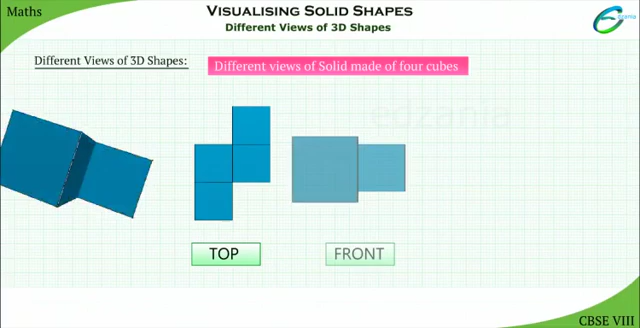 Maths
VISUALISING SOLID SHAPES
Different Views of 3D Shapes
Edzania
Different Views of 3D Shapes:
Different views of Solid made of four cubes
edzania
TOP
FRONT
CBSE VIII